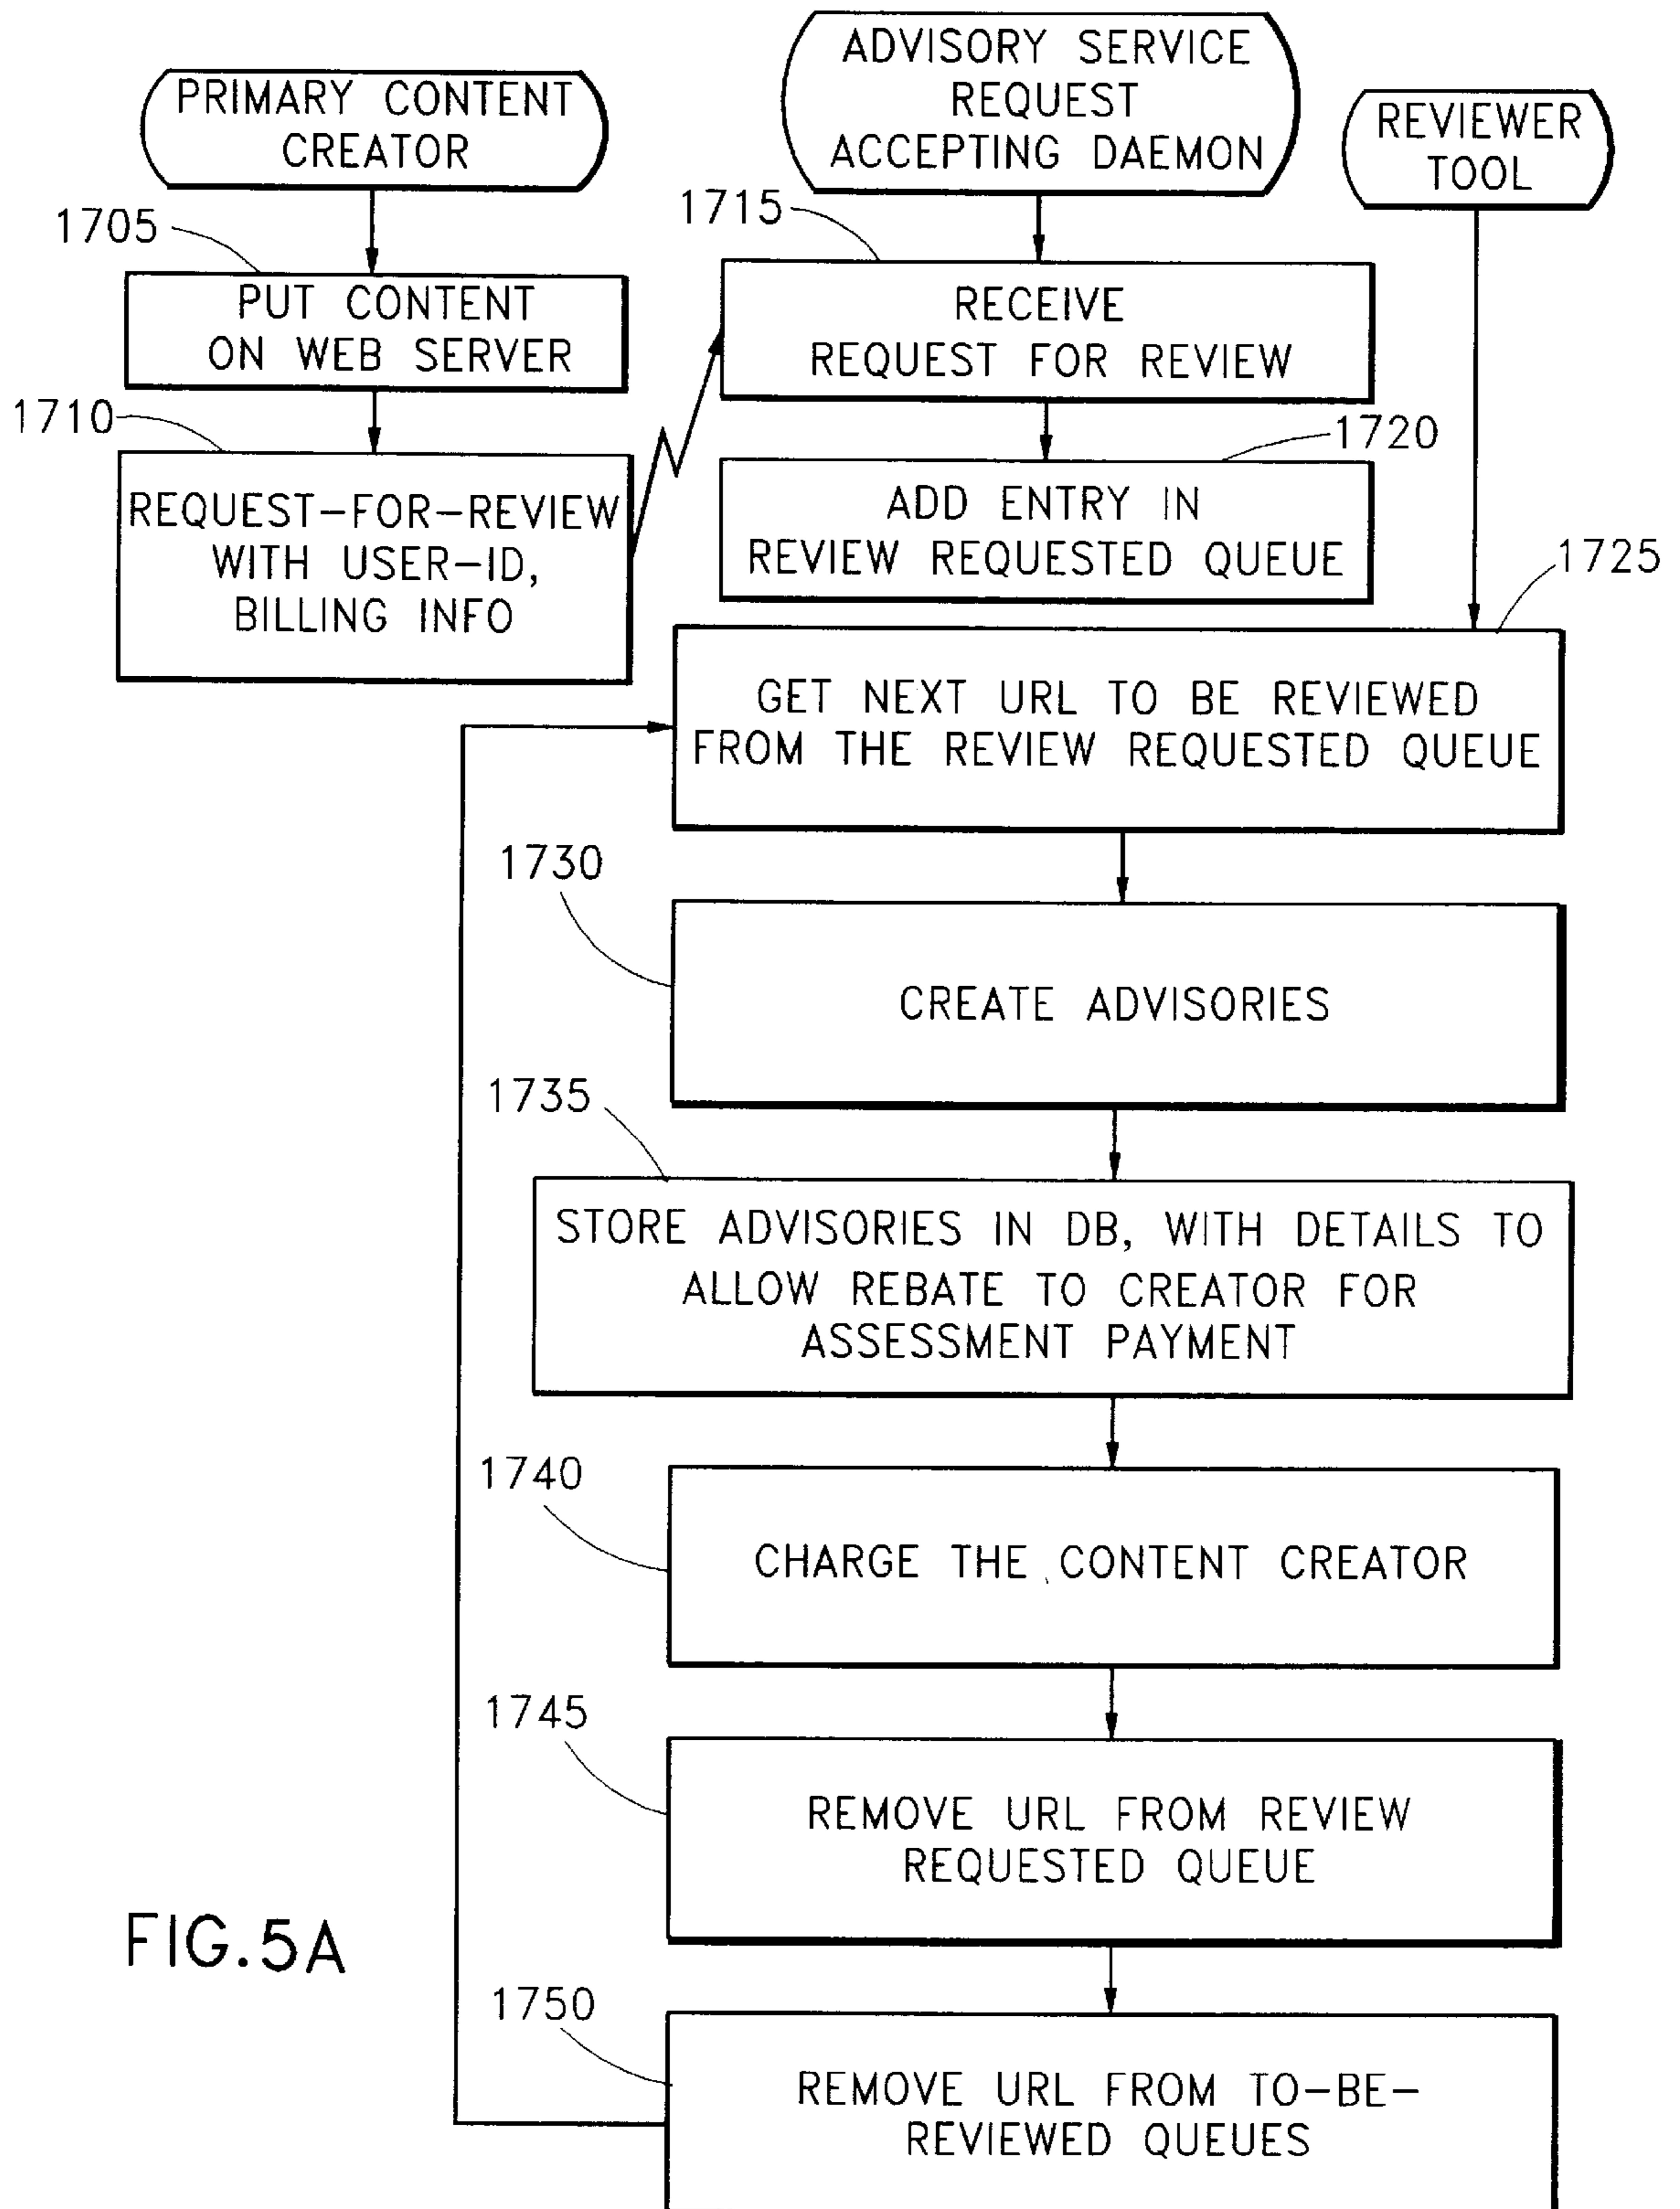 PRIMARY CONTENT
CREATOR
ADVISORY SERVICE
REQUEST
ACCEPTING DAEMON
REVIEWER
TOOL
1705
PUT CONTENT
ON WEB SERVER
1710
REQUEST-FOR-REVIEW
WITH USER-ID,
BILLING INFO
1715
RECEIVE
REQUEST FOR REVIEW
1720
ADD ENTRY IN
REVIEW REQUESTED QUEUE
1725
GET NEXT URL TO BE REVIEWED
FROM THE REVIEW REQUESTED QUEUE
1730
CREATE ADVISORIES
1735
STORE ADVISORIES IN DB, WITH DETAILS TO
ALLOW REBATE TO CREATOR FOR
ASSESSMENT PAYMENT
1740
CHARGE THE CONTENT CREATOR
1745
REMOVE URL FROM REVIEW
REQUESTED QUEUE
1750
REMOVE URL FROM TO-BE-
REVIEWED QUEUES
FIG.5A